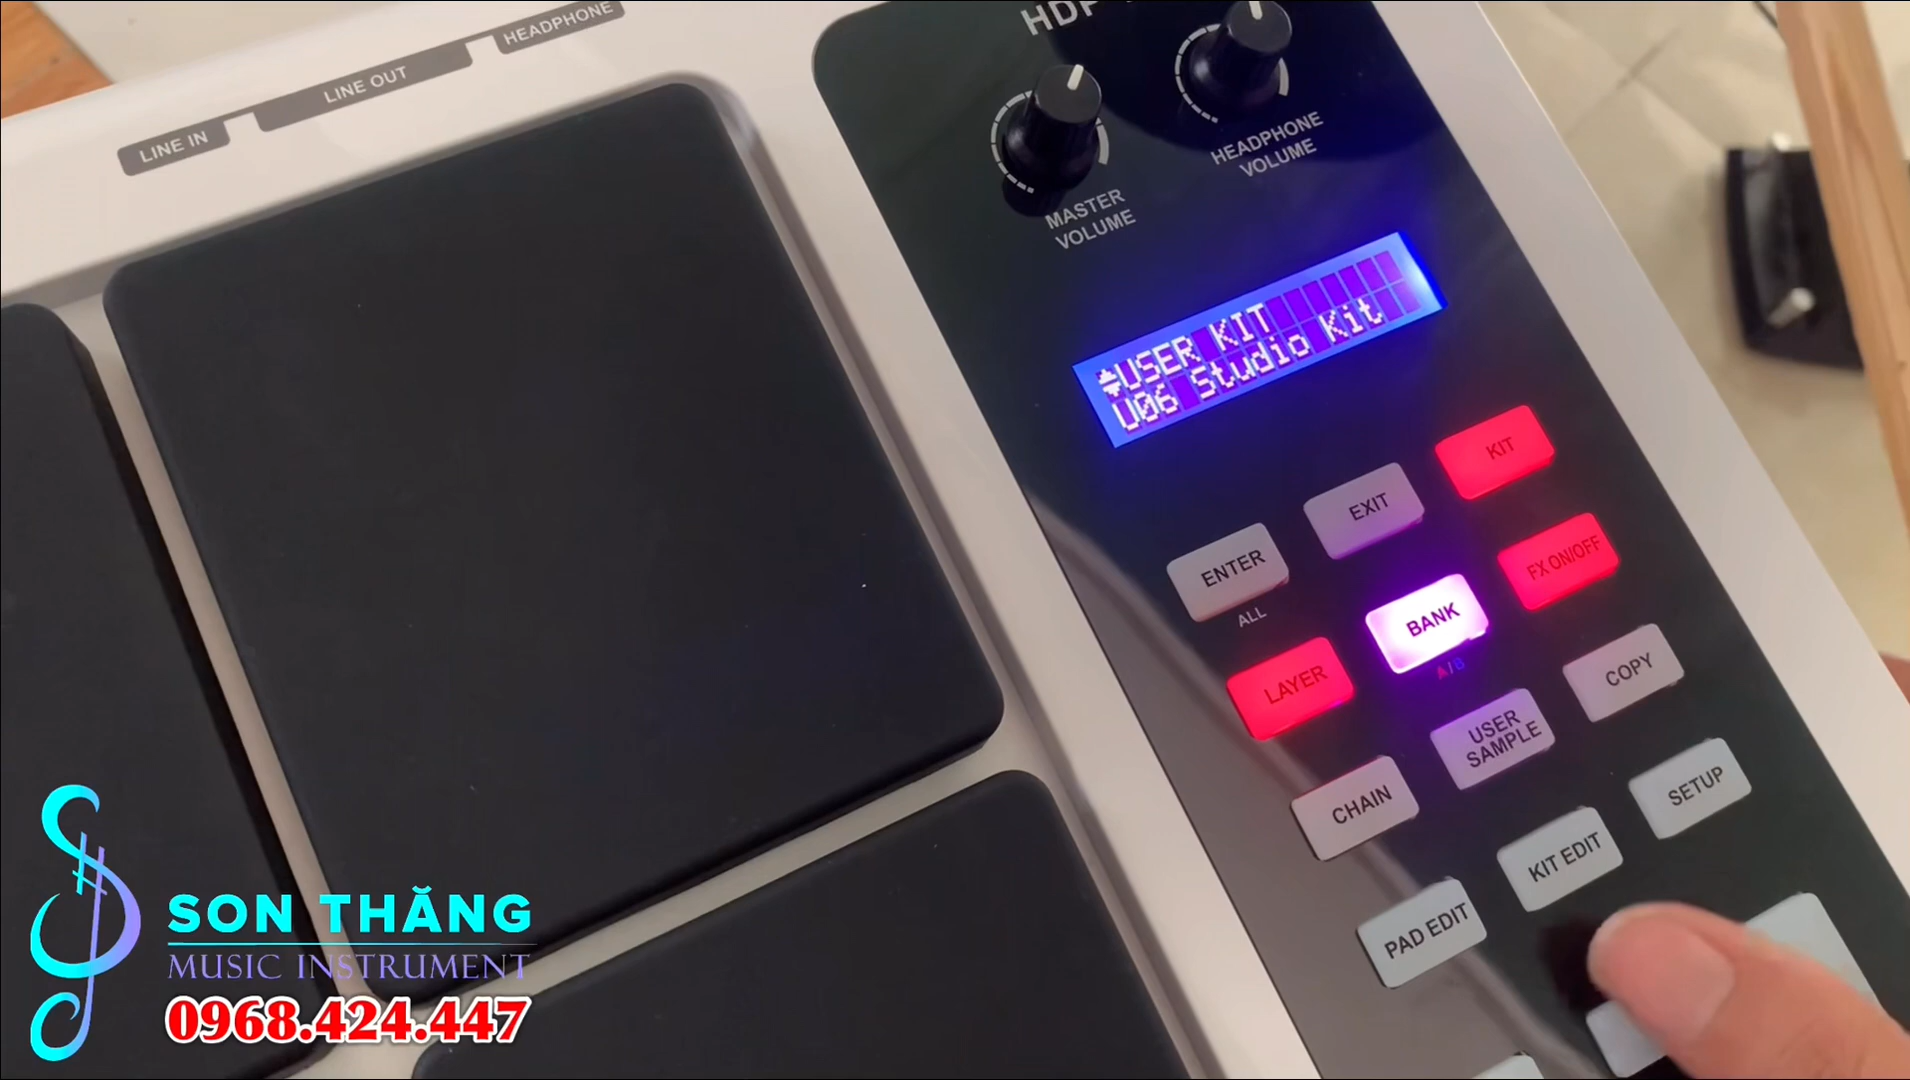 LINE IN
LINE OUT
HEADPHONE
MASTER
VOLUME
HEADPHONE
VOLUME
USER KIT
U06 Studio Kit
KIT
EXIT
ENTER
ALL
FX ON/OFF
BANK
A/B
LAYER
COPY
USER
SAMPLE
CHAIN
SETUP
KIT EDIT
PAD EDIT
SON THĂNG
MUSIC INSTRUMENT
0968.424.447